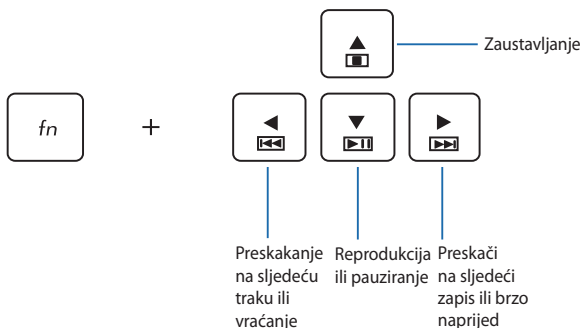 Zaustavljanje
fn +
Preskakanje
na sljedeću
traku ili
vraćanje
Reprodukcija
ili pauziranje
Preskači
na sljedeći
zapis ili brzo
naprijed